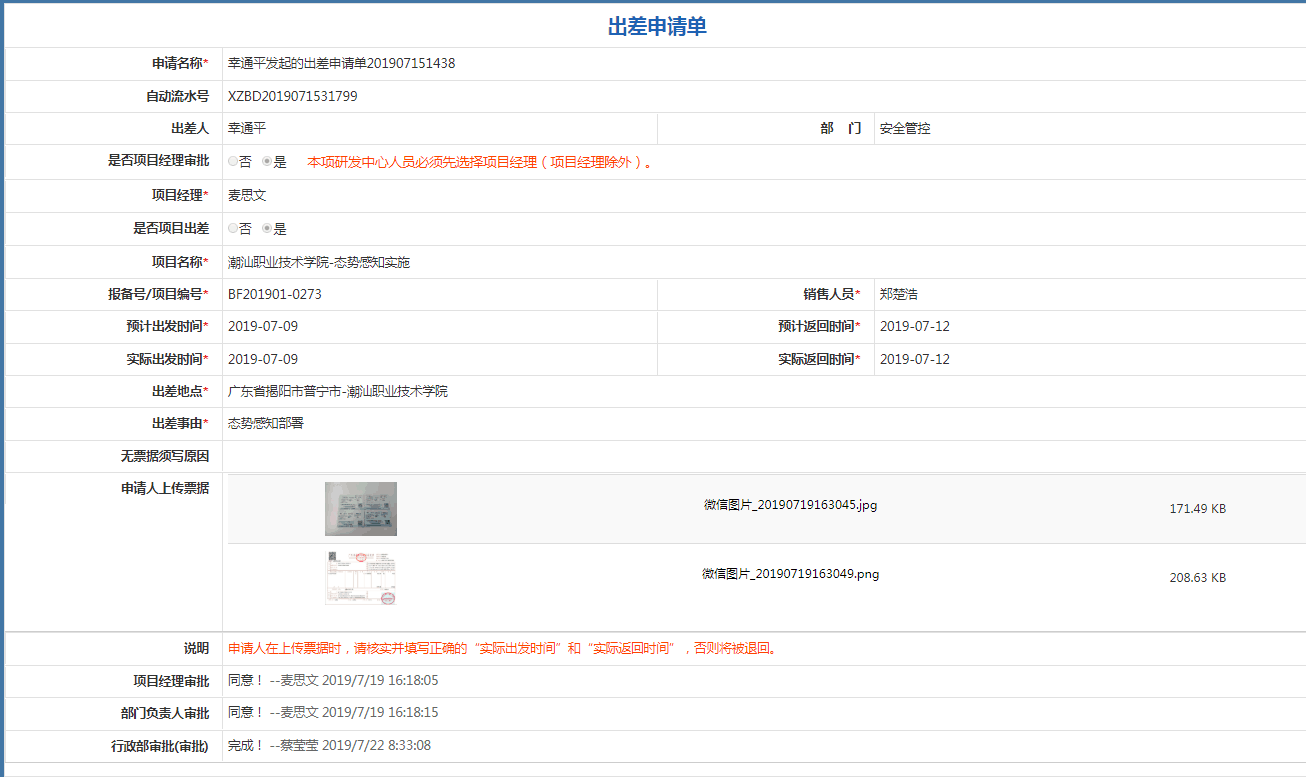 出差申请单
申请名称* 幸通平发起的出差申请单201907151438
自动流水号 XZBD2019071531799
出差人 幸通平 部 门 安全管控
是否项目经理审批 否 是 本项研发中心人员必须先选择项目经理（项目经理除外）。
项目经理* 麦思文
是否项目出差 否 是
项目名称* 潮汕职业技术学院-态势感知实施
报备号/项目编号* BF201901-0273 销售人员* 郑楚浩
预计出发时间* 2019-07-09 预计返回时间* 2019-07-12
实际出发时间* 2019-07-09 实际返回时间* 2019-07-12
出差地点* 广东省揭阳市普宁市-潮汕职业技术学院
出差事由* 态势感知部署
无票据须写原因
申请人上传票据
微信图片_20190719163045.jpg 171.49 KB
微信图片_20190719163049.png 208.63 KB
说明 申请人在上传票据时，请核实并填写正确的“实际出发时间”和“实际返回时间”，否则将被退回。
项目经理审批 同意！ --麦思文 2019/7/19 16:18:05
部门负责人审批 同意！ --麦思文 2019/7/19 16:18:15
行政部审批(审批) 完成！ --蔡莹莹 2019/7/22 8:33:08